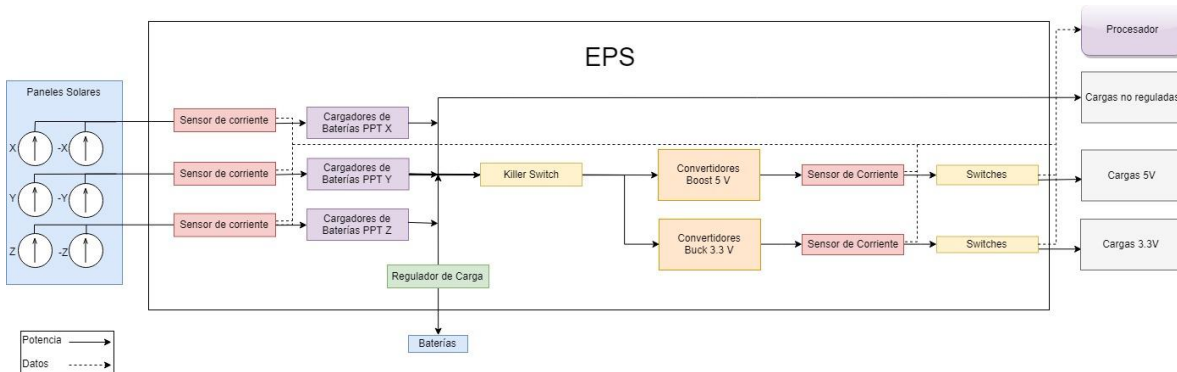 EPS
Procesador
Cargas no reguladas
Paneles Solares
Sensor de corriente
Cargadores de
Baterías PPT X
X
-X
Sensor de corriente
Cargadores de
Baterías PPT Y
Killer Switch
Convertidores
Boost 5 V
Sensor de Corriente
Switches
Cargas 5V
Y
-Y
Sensor de corriente
Cargadores de
Baterías PPT Z
Convertidores
Buck 3.3 V
Sensor de Corriente
Switches
Cargas 3.3V
Z
-Z
Regulador de Carga
Baterías
Potencia
Datos